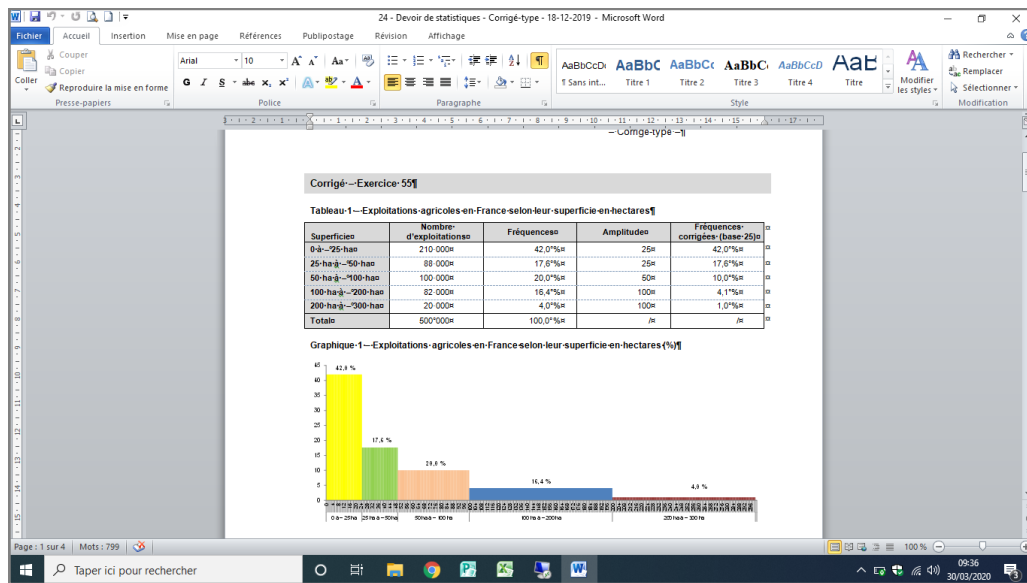 24 - Devoir de statistiques - Corrigé-type - 18-12-2019 - Microsoft Word
Fichier Accueil Insertion Mise en page Références Publipostage Révision Affichage
Coller
Couper
Copier
Reproduire la mise en forme
Presse-papiers
Arial 10
G I S abc x₂ x²
Police
Paragraphe
AaBbCcD AaBbC AaBbCc AaBbC AaBbCcD AaB
¶ Sans int... Titre 1 Titre 2 Titre 3 Titre 4 Titre
Modifier les styles
Style
Rechercher
Remplacer
Sélectionner
Modification
– Corrigé-type –¶
Corrigé·–·Exercice·55¶
Tableau·1·–·Exploitations·agricoles·en·France·selon·leur·superficie·en·hectares¶
Superficie¤ Nombre· d'exploitations¤ Fréquences¤ Amplitude¤ Fréquences· corrigées·(base·25)¤
0·à·–°25·ha¤ 210·000¤ 42,0°%¤ 25¤ 42,0°%¤
25·ha·à·–°50·ha¤ 88·000¤ 17,6°%¤ 25¤ 17,6°%¤
50·ha·à·–°100·ha¤ 100·000¤ 20,0°%¤ 50¤ 10,0°%¤
100·ha·à·–°200·ha¤ 82·000¤ 16,4°%¤ 100¤ 4,1°%¤
200·ha·à·–°300·ha¤ 20·000¤ 4,0°%¤ 100¤ 1,0°%¤
Total¤ 500°000¤ 100,0°%¤ /¤ /¤
Graphique·1·–·Exploitations·agricoles·en·France·selon·leur·superficie·en·hectares·(%)¶
45
40
35
30
25
20
15
10
5
0
42,0 %
17,6 %
20,0 %
16,4 %
4,0 %
0 à – 25 ha 25 ha à – 50 ha 50 ha à – 100 ha 100 ha à – 200 ha 200 ha à – 300 ha
Page : 1 sur 4 Mots : 799 100 %
Taper ici pour rechercher
09:36
30/03/2020